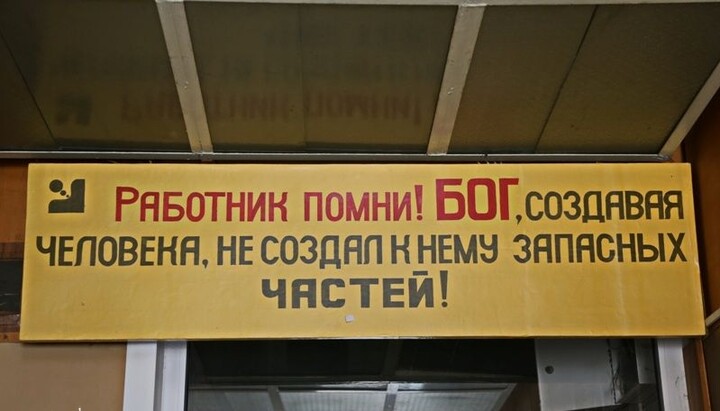 РАБОТНИК ПОМНИ! БОГ, СОЗДАВАЯ
ЧЕЛОВЕКА, НЕ СОЗДАЛ К НЕМУ ЗАПАСНЫХ
ЧАСТЕЙ!